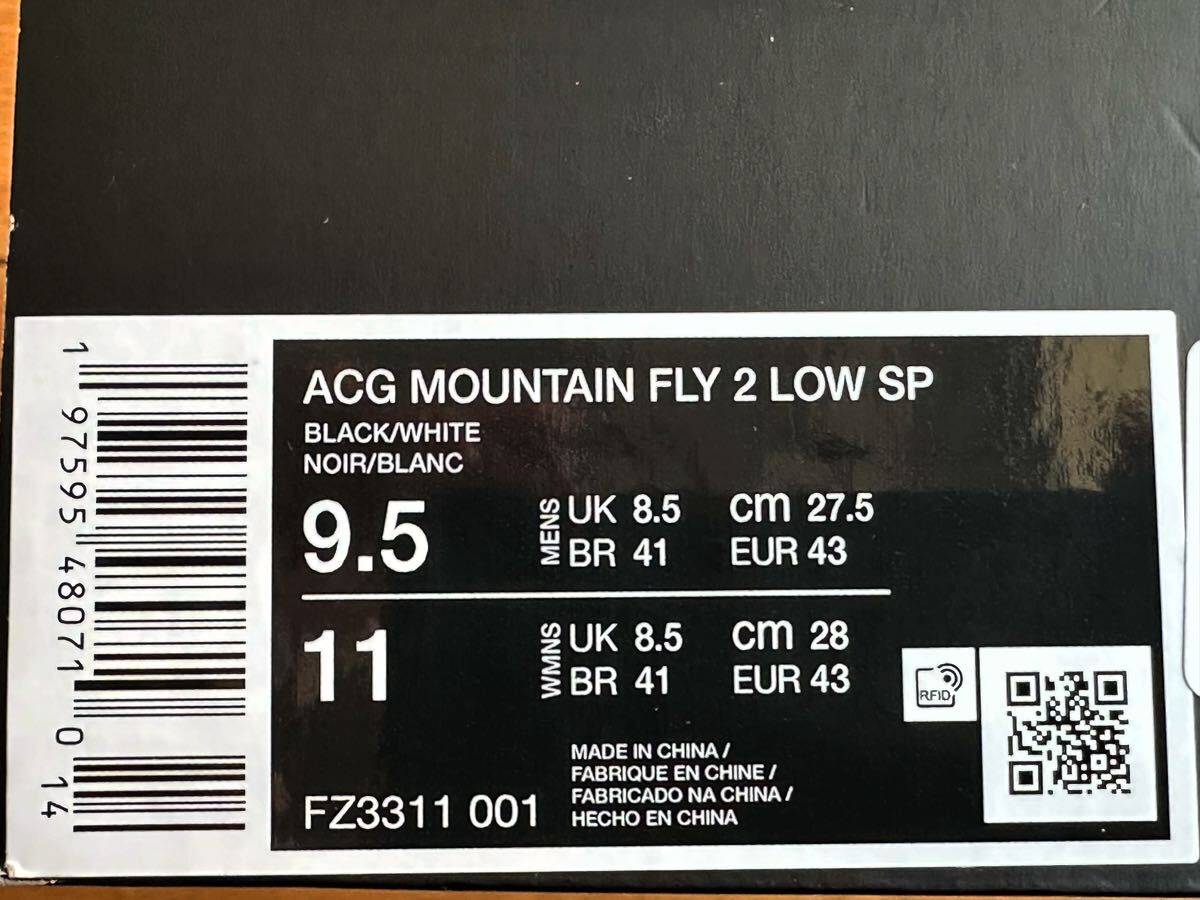 ACG MOUNTAIN FLY 2 LOW SP
BLACK/WHITE
NOIR/BLANC
9.5 MENS UK 8.5 cm 27.5
BR 41 EUR 43
11 WMNS UK 8.5 cm 28
BR 41 EUR 43
RFID
MADE IN CHINA /
FABRIQUE EN CHINE /
FABRICADO NA CHINA /
HECHO EN CHINA
FZ3311 001
1 97595 48071 0 14